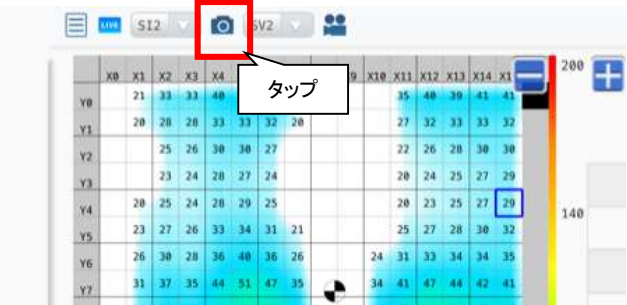 LIVE SI2 SV2
200
X0 X1 X2 X3 X4 9 X10 X11 X12 X13 X14 X1
タップ
Y0 21 33 33 40 35 40 39 41 41
Y1 20 28 28 33 33 32 20 27 32 33 33 32
Y2 25 26 30 30 27 22 26 28 30 30
Y3 23 24 28 27 24 20 24 25 27 29
Y4 20 25 24 28 29 25 20 23 25 27 29
140
Y5 23 27 26 33 34 31 21 25 27 28 30 32
Y6 26 30 28 36 40 36 26 24 31 33 34 34 35
Y7 31 37 35 44 51 47 35 34 41 47 44 42 41